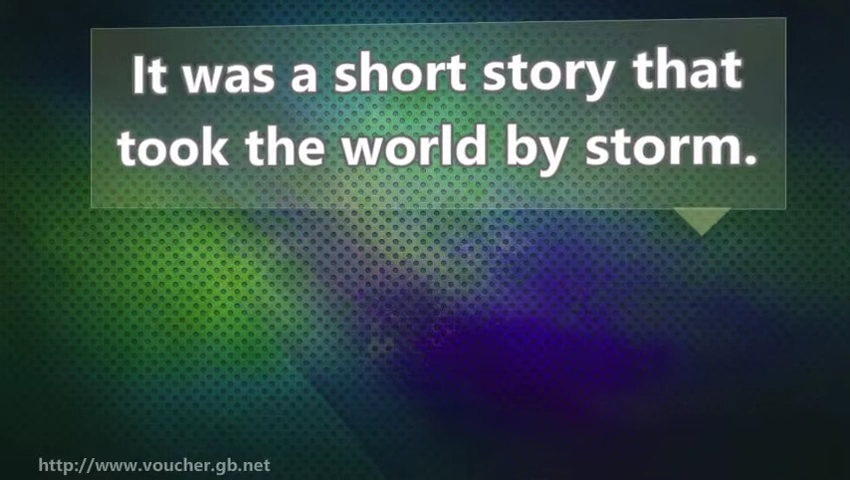 It was a short story that
took the world by storm.
http://www.voucher.gb.net